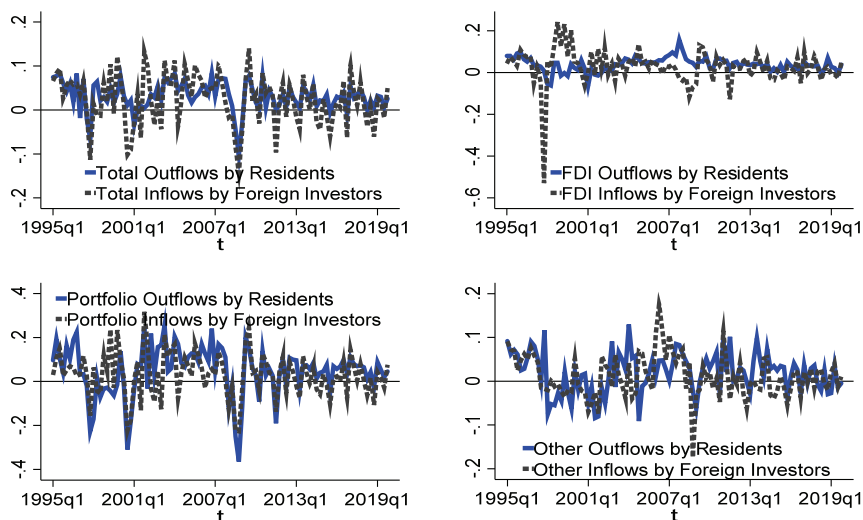 .2
.1
0
-.1
-.2
Total Outflows by Residents
Total Inflows by Foreign Investors
1995q1 2001q1 2007q1 2013q1 2019q1
t
.2
0
-.2
-.4
-.6
FDI Outflows by Residents
FDI Inflows by Foreign Investors
1995q1 2001q1 2007q1 2013q1 2019q1
t
.4
.2
0
-.2
-.4
Portfolio Outflows by Residents
Portfolio Inflows by Foreign Investors
1995q1 2001q1 2007q1 2013q1 2019q1
t
.2
.1
0
-.1
-.2
Other Outflows by Residents
Other Inflows by Foreign Investors
1995q1 2001q1 2007q1 2013q1 2019q1
t